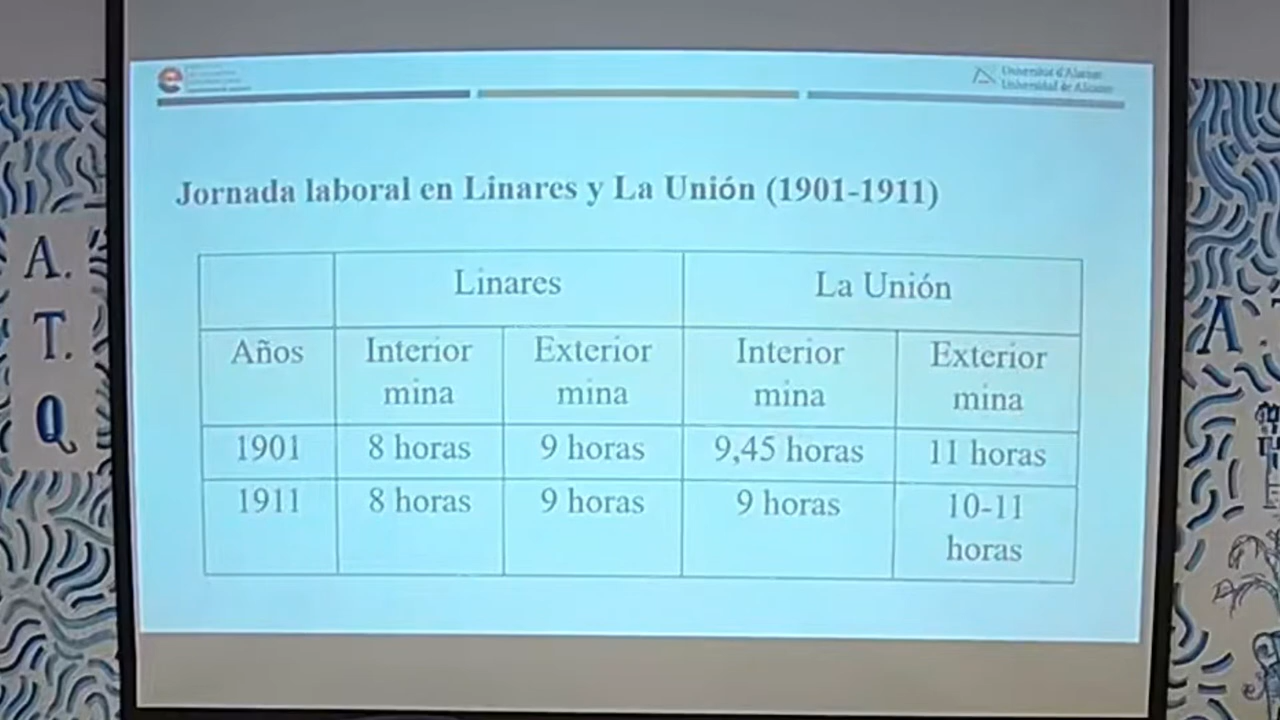 Universitat d'Alacant
Universidad de Alicante
Jornada laboral en Linares y La Unión (1901-1911)
Linares La Unión
Años Interior mina Exterior mina Interior mina Exterior mina
1901 8 horas 9 horas 9,45 horas 11 horas
1911 8 horas 9 horas 9 horas 10-11 horas
A.
T.
Q
A.